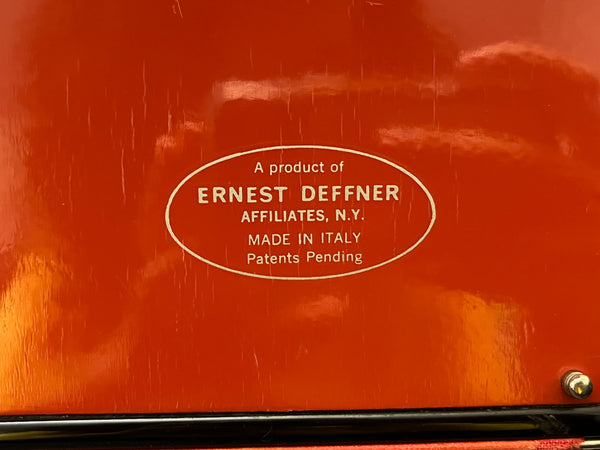 A product of
ERNEST DEFFNER
AFFILIATES, N.Y.
MADE IN ITALY
Patents Pending